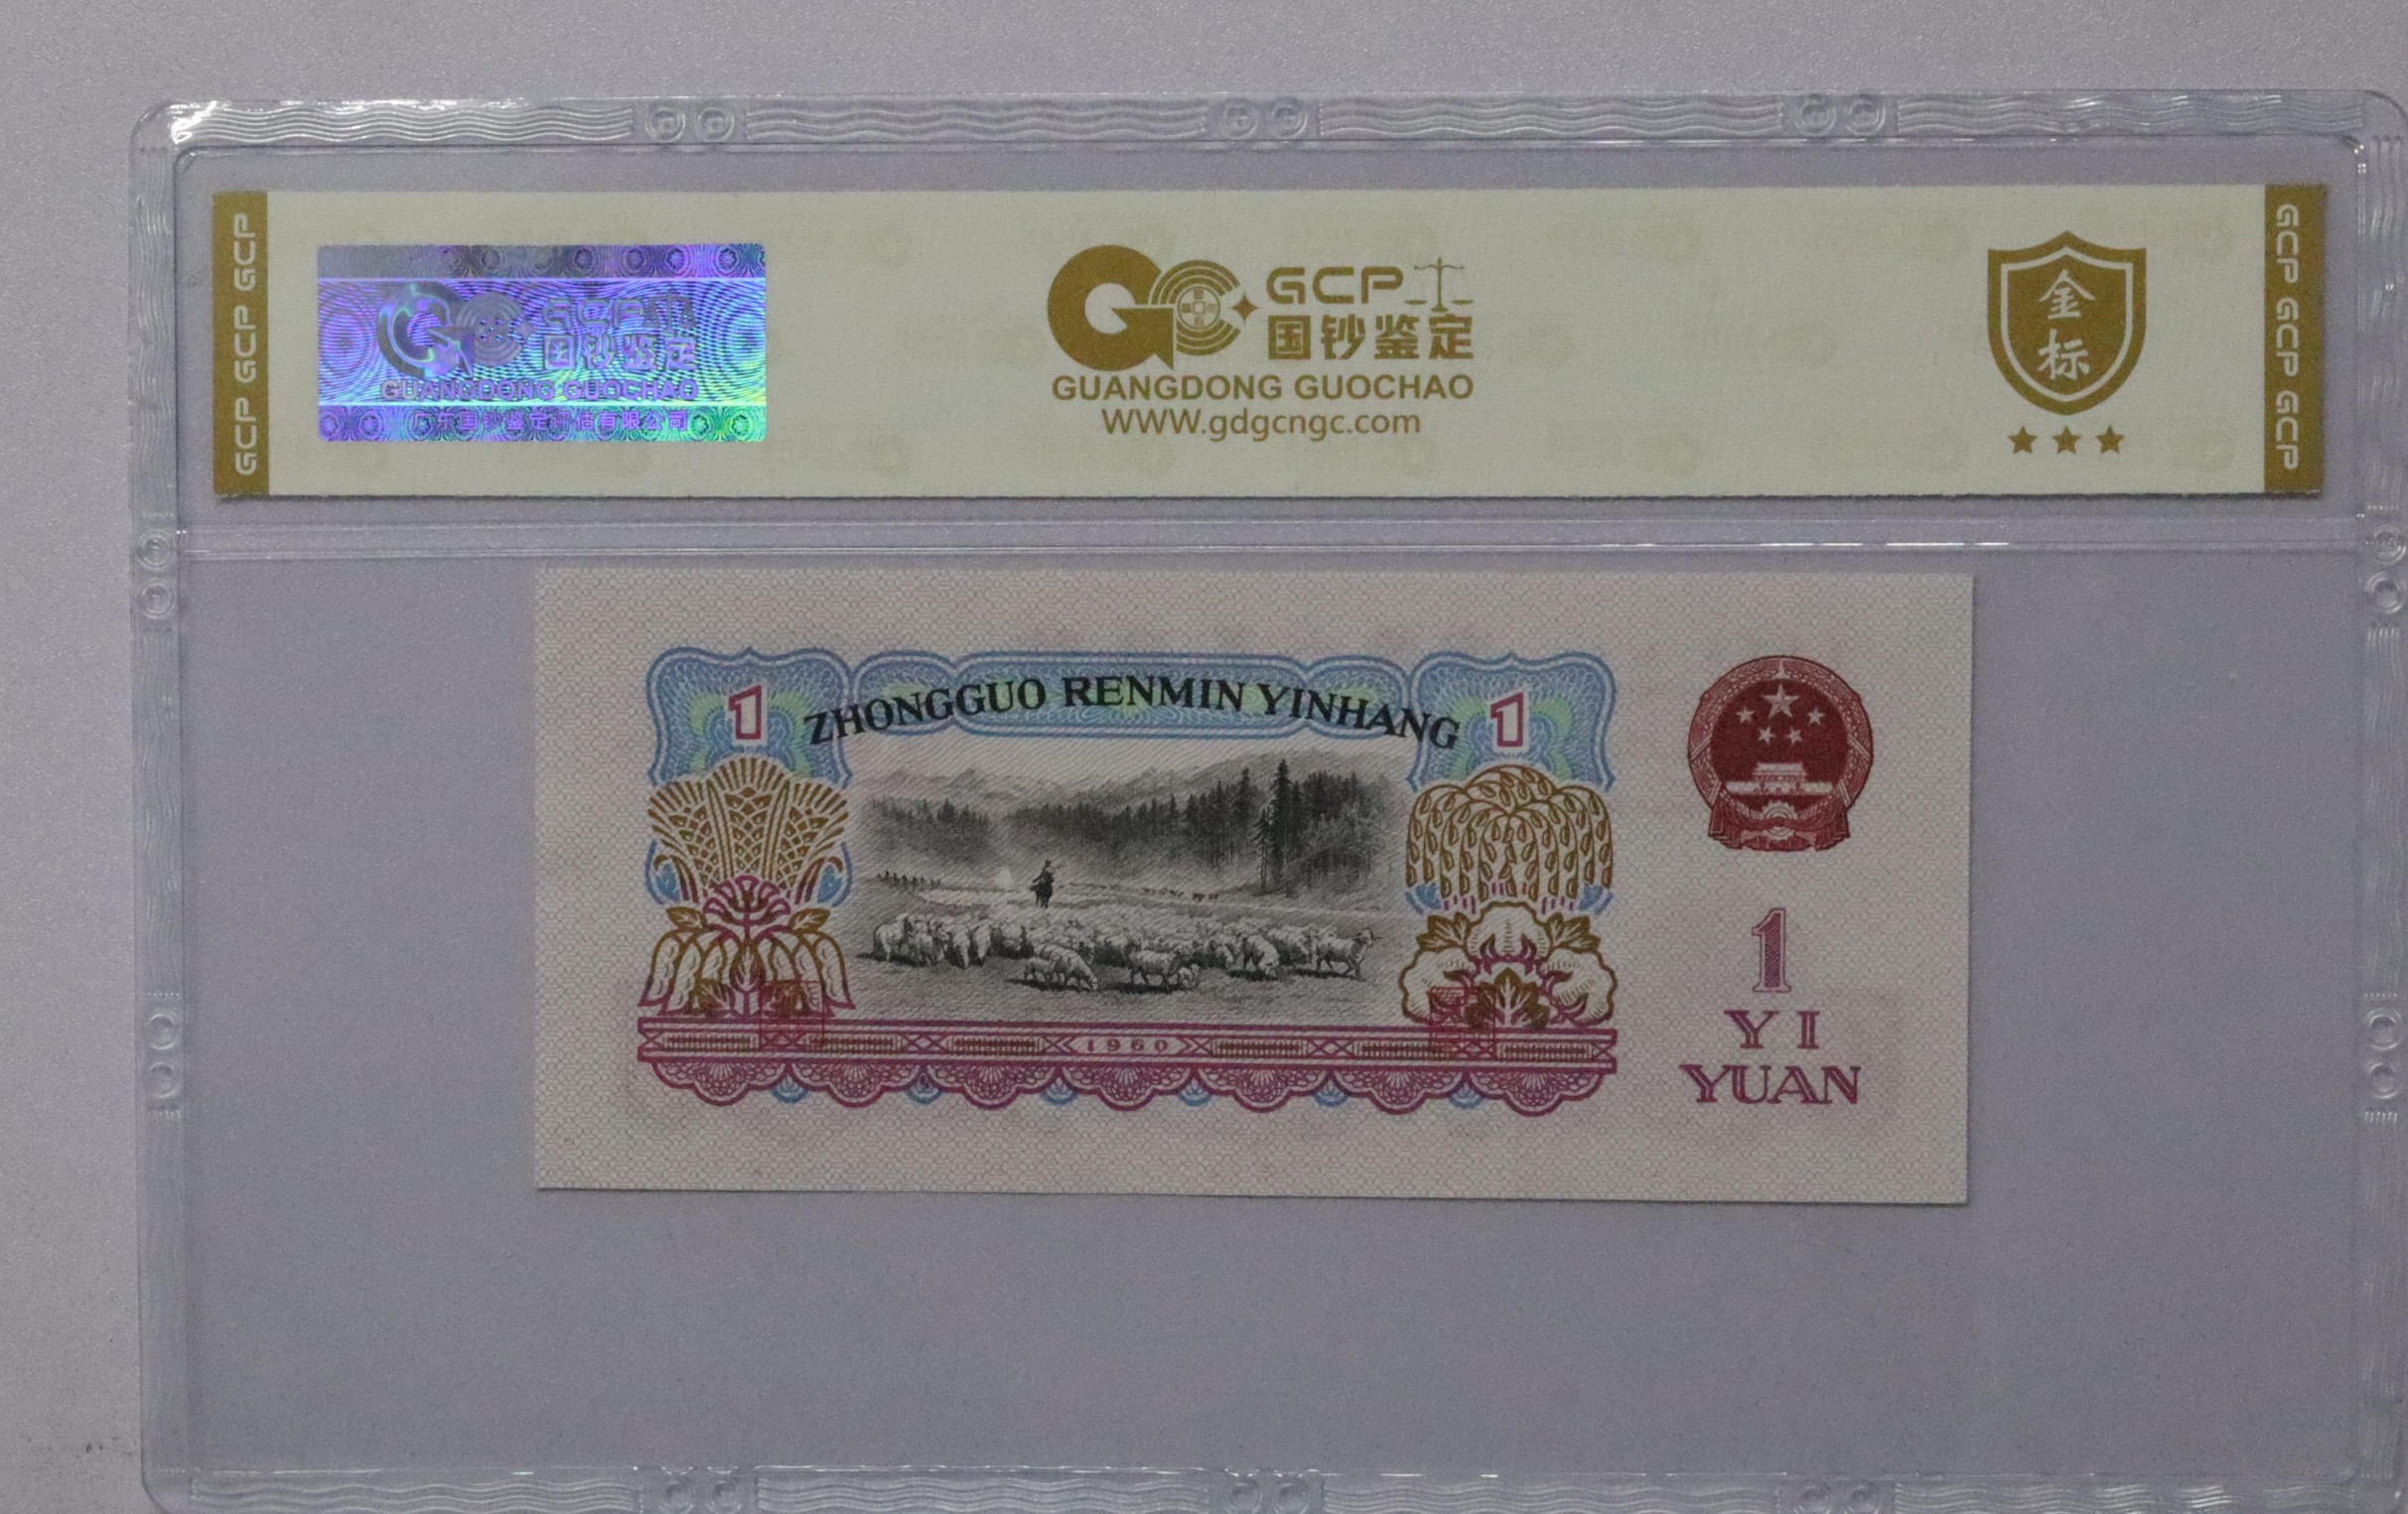 GCP GCP GCP
GCP
国钞鉴定
GUANGDONG GUOCHAO
广东国钞鉴定评估有限公司
GCP
国钞鉴定
GUANGDONG GUOCHAO
WWW.gdgcngc.com
金
标
GCP GCP GCP
1
ZHONGGUO RENMIN YINHANG
1
1960
1
YI
YUAN